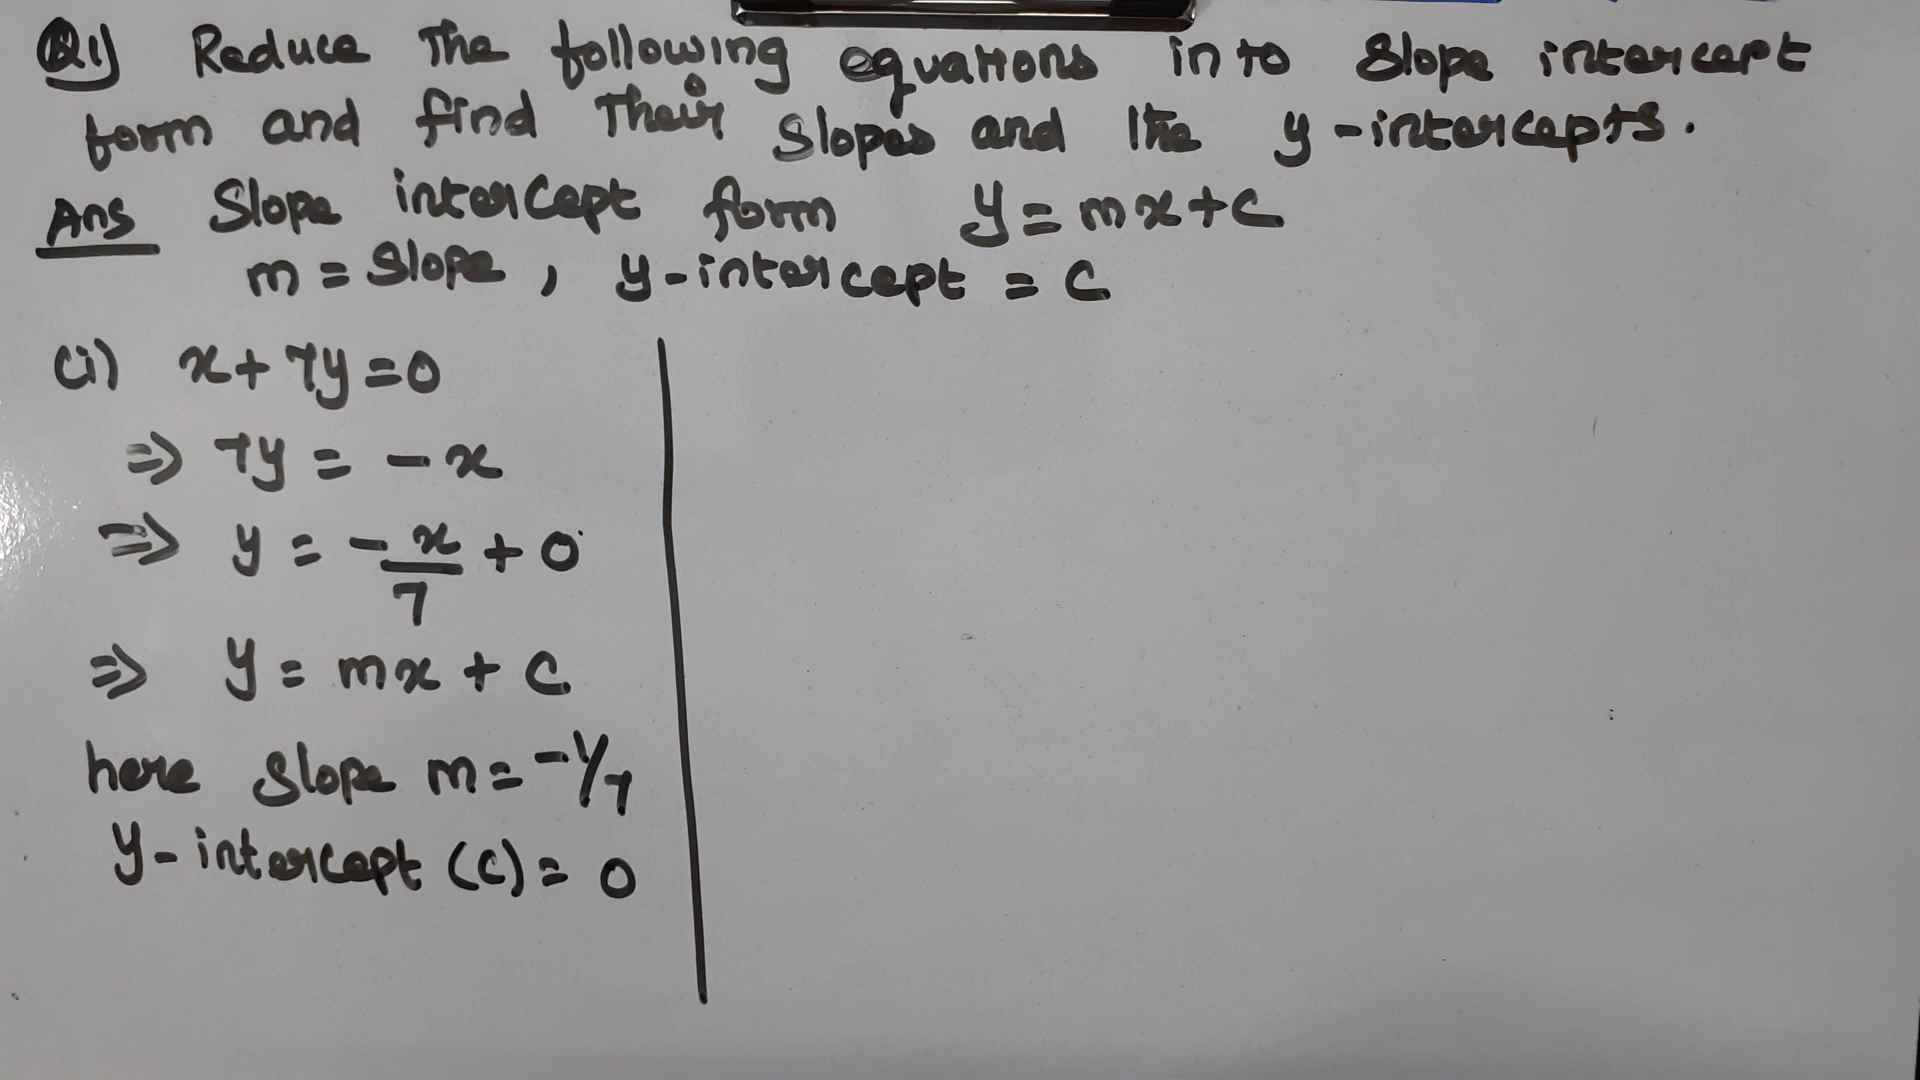 Q1) Reduce The following equations into Slope intercept
form and find Their Slopes and the y-intercepts.
Ans Slope intercept form y = mx + c
m = Slope, y-intercept = c
(i) x + 7y = 0
⇒ 7y = -x
⇒ y = -x/7 + 0
⇒ y = mx + c
here Slope m = -1/7
y-intercept (c) = 0